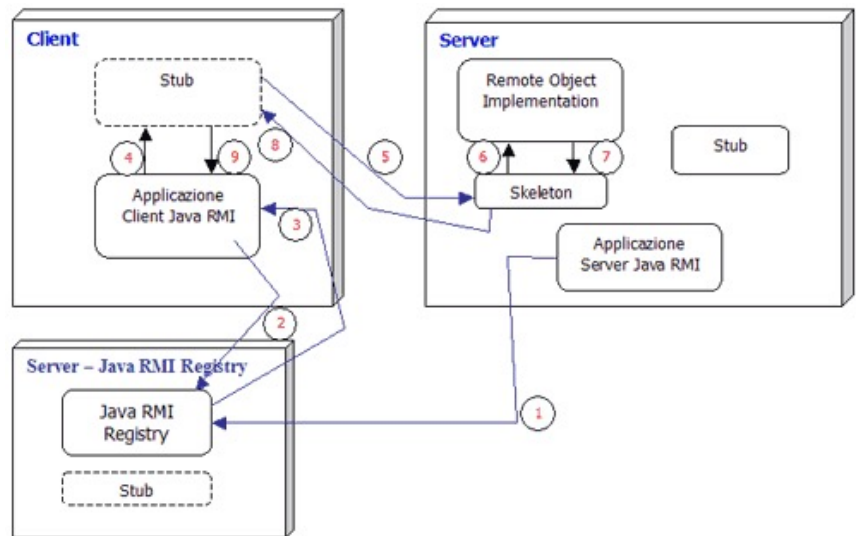 Client
Stub
4
9
8
Applicazione
Client Java RMI
3
2
5
Server
Remote Object
Implementation
6
7
Skeleton
Stub
Applicazione
Server Java RMI
1
Server – Java RMI Registry
Java RMI
Registry
Stub